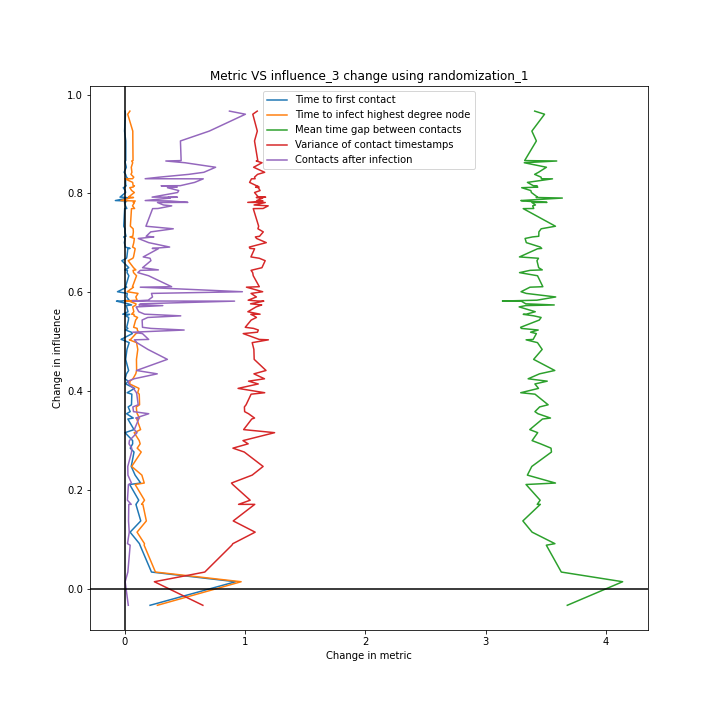 Metric VS influence_3 change using randomization_1
Time to first contact
Time to infect highest degree node
Mean time gap between contacts
Variance of contact timestamps
Contacts after infection
Change in influence
1.0
0.8
0.6
0.4
0.2
0.0
0
1
2
3
4
Change in metric